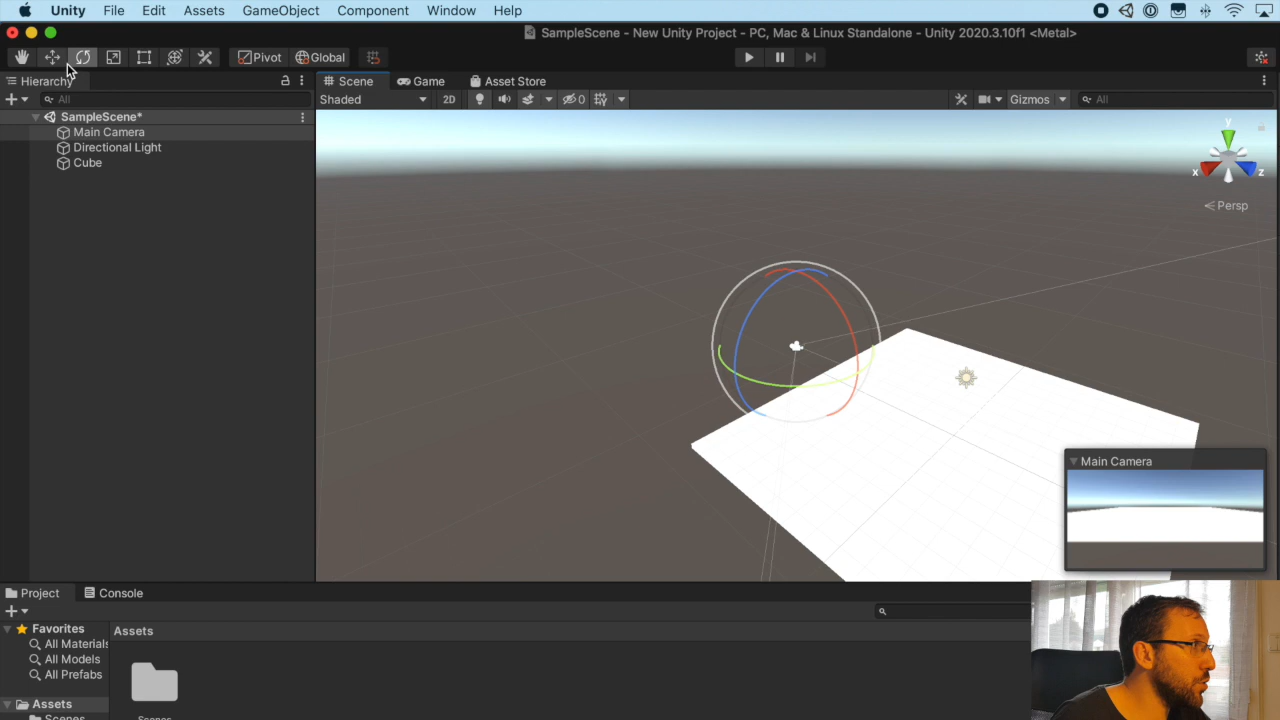 Unity File Edit Assets GameObject Component Window Help
SampleScene - New Unity Project - PC, Mac & Linux Standalone - Unity 2020.3.10f1 <Metal>
Pivot Global
Hierarchy Scene Game Asset Store
All Shaded 2D 0 Gizmos All
SampleScene*
Main Camera
Directional Light
Cube
y
x z
Persp
Main Camera
Project Console
Assets
Favorites
All Materials
All Models
All Prefabs
Assets
Scenes
Scenes